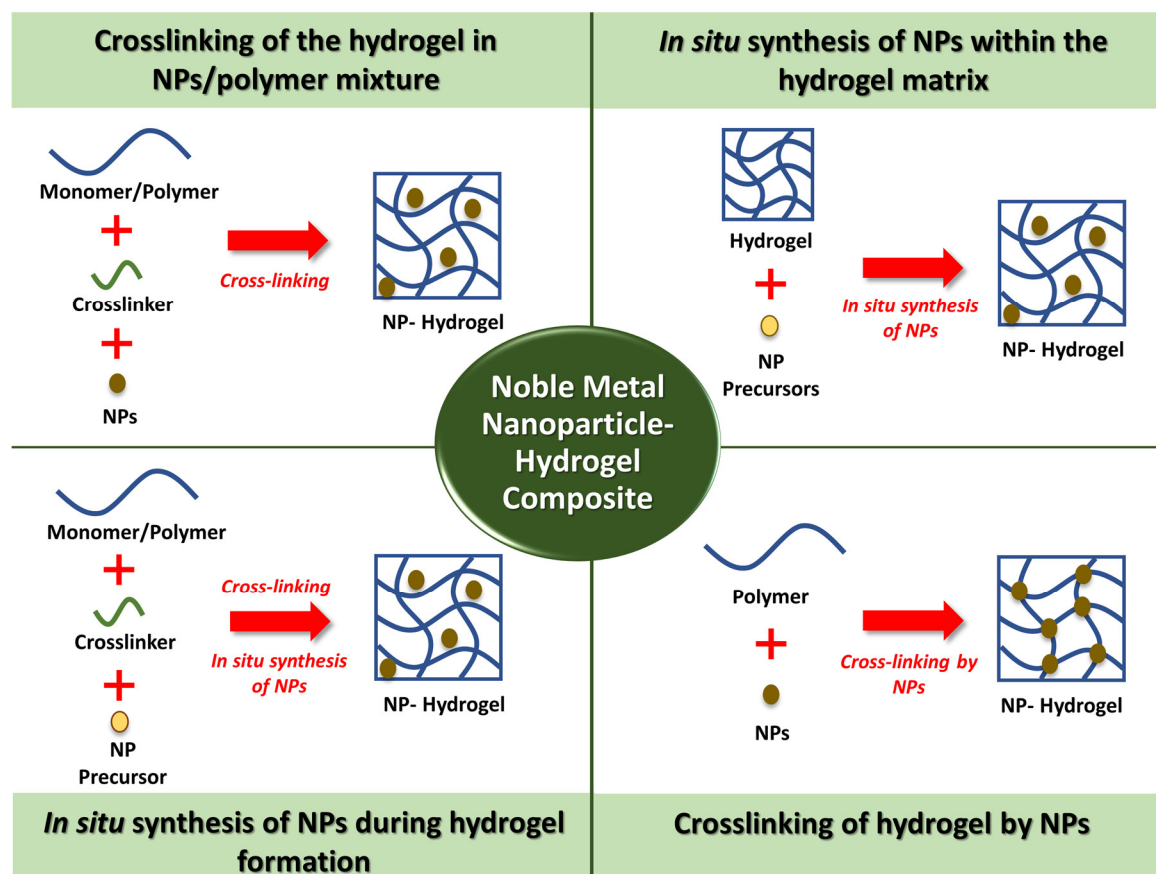 Crosslinking of the hydrogel in
NPs/polymer mixture
Monomer/Polymer
+
Crosslinker
+
NPs
Cross-linking
NP- Hydrogel
In situ synthesis of NPs within the
hydrogel matrix
Hydrogel
+
NP
Precursors
In situ synthesis
of NPs
NP- Hydrogel
Noble Metal
Nanoparticle-
Hydrogel
Composite
Monomer/Polymer
+
Crosslinker
+
NP
Precursor
Cross-linking
In situ synthesis
of NPs
NP- Hydrogel
In situ synthesis of NPs during hydrogel
formation
Polymer
+
NPs
Cross-linking by
NPs
NP- Hydrogel
Crosslinking of hydrogel by NPs